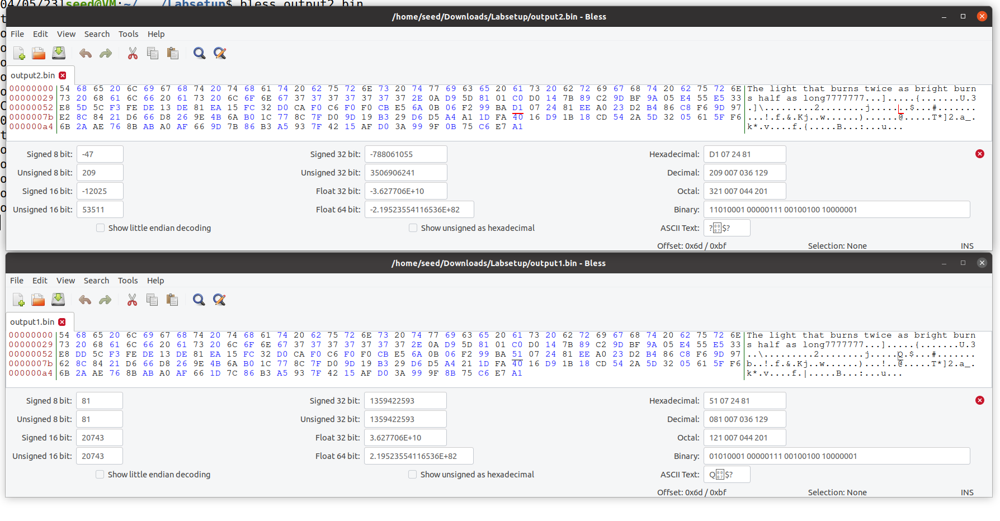 04/05/23]seed@VM:~/.../Labsetup$ bless output2.bin
/home/seed/Downloads/Labsetup/output2.bin - Bless
File Edit View Search Tools Help
output2.bin
00000000 54 68 65 20 6C 69 67 68 74 20 74 68 61 74 20 62 75 72 6E 73 20 74 77 69 63 65 20 61 73 20 62 72 69 67 68 74 20 62 75 72 6E The light that burns twice as bright burn
00000029 73 20 68 61 6C 66 20 61 73 20 6C 6F 6E 67 37 37 37 37 37 37 37 2E 0A D9 5D 81 01 C0 D0 14 7B 89 C2 9D BF 9A 05 E4 55 E5 33 s half as long7777777...].....{.......U.3
00000052 E8 5D 5C F3 FE DE 13 DE 81 EA 15 FC 32 D0 CA F0 C6 F0 F0 CB E5 6A 0B 06 F2 99 BA D1 07 24 81 EE A0 23 D2 B4 86 C8 F6 9D 97 .]\.........2........j.......$...#.......
0000007b E2 8C 84 21 D6 66 D8 26 9E 4B 6A B0 1C 77 8C 7F D0 9D 19 B3 29 D6 D5 A4 A1 1D FA 40 16 D9 1B 18 CD 54 2A 5D 32 05 61 5F F6 ...!.f.&.Kj..w......)......@.....T*]2.a_.
000000a4 6B 2A AE 76 8B AB A0 AF 66 9D 7B 86 B3 A5 93 7F 42 15 AF D0 3A 99 9F 0B 75 C6 E7 A1 k*.v....f.{.....B...:...u...
Signed 8 bit: -47 Signed 32 bit: -788061055 Hexadecimal: D1 07 24 81
Unsigned 8 bit: 209 Unsigned 32 bit: 3506906241 Decimal: 209 007 036 129
Signed 16 bit: -12025 Float 32 bit: -3.627706E+10 Octal: 321 007 044 201
Unsigned 16 bit: 53511 Float 64 bit: -2.19523554116536E+82 Binary: 11010001 00000111 00100100 10000001
Show little endian decoding Show unsigned as hexadecimal ASCII Text: ?$?
Offset: 0x6d / 0xbf Selection: None INS
/home/seed/Downloads/Labsetup/output1.bin - Bless
File Edit View Search Tools Help
output1.bin
00000000 54 68 65 20 6C 69 67 68 74 20 74 68 61 74 20 62 75 72 6E 73 20 74 77 69 63 65 20 61 73 20 62 72 69 67 68 74 20 62 75 72 6E The light that burns twice as bright burn
00000029 73 20 68 61 6C 66 20 61 73 20 6C 6F 6E 67 37 37 37 37 37 37 37 2E 0A D9 5D 81 01 C0 D0 14 7B 89 C2 9D BF 9A 05 E4 55 E5 33 s half as long7777777...].....{.......U.3
00000052 E8 DD 5C F3 FE DE 13 DE 81 EA 15 FC 32 D0 CA F0 C6 F0 F0 CB E5 6A 0B 06 F2 99 BA 51 07 24 81 EE A0 23 D2 B4 86 C8 F6 9D 97 ..\.........2........j.....Q.$...#.......
0000007b 62 8C 84 21 D6 66 D8 26 9E 4B 6A B0 1C 77 8C 7F D0 9D 19 B3 29 D6 D5 A4 21 1D FA 40 16 D9 1B 18 CD 54 2A 5D 32 05 61 5F F6 b..!.f.&.Kj..w......)...!..@.....T*]2.a_.
000000a4 6B 2A AE 76 8B AB A0 AF 66 1D 7C 86 B3 A5 93 7F 42 15 AF D0 3A 99 9F 8B 75 C6 E7 A1 k*.v....f.|.....B...:...u...
Signed 8 bit: 81 Signed 32 bit: 1359422593 Hexadecimal: 51 07 24 81
Unsigned 8 bit: 81 Unsigned 32 bit: 1359422593 Decimal: 081 007 036 129
Signed 16 bit: 20743 Float 32 bit: 3.627706E+10 Octal: 121 007 044 201
Unsigned 16 bit: 20743 Float 64 bit: 2.19523554116536E+82 Binary: 01010001 00000111 00100100 10000001
Show little endian decoding Show unsigned as hexadecimal ASCII Text: Q$?
Offset: 0x6d / 0xbf Selection: None INS